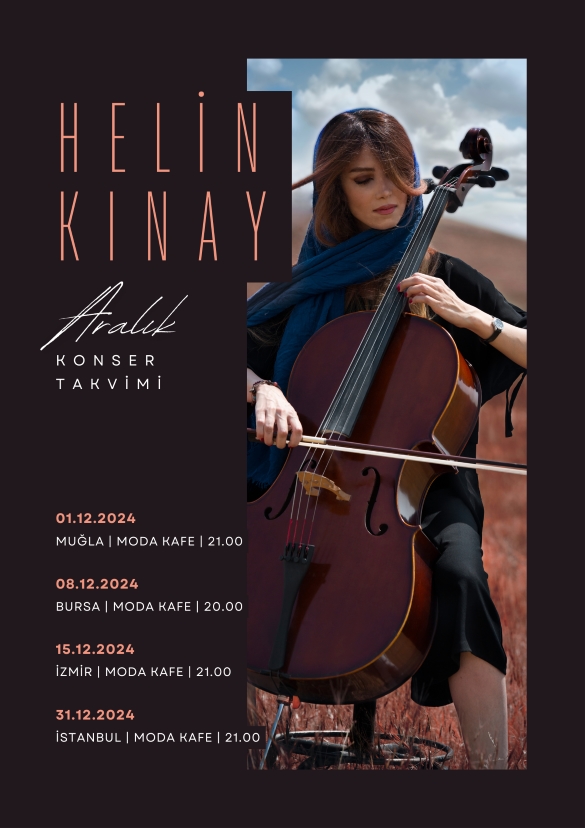 HELİN
KINAY
Aralık
KONSER
TAKVİMİ
01.12.2024
MUĞLA | MODA KAFE | 21.00
08.12.2024
BURSA | MODA KAFE | 20.00
15.12.2024
İZMİR | MODA KAFE | 21.00
31.12.2024
İSTANBUL | MODA KAFE | 21.00